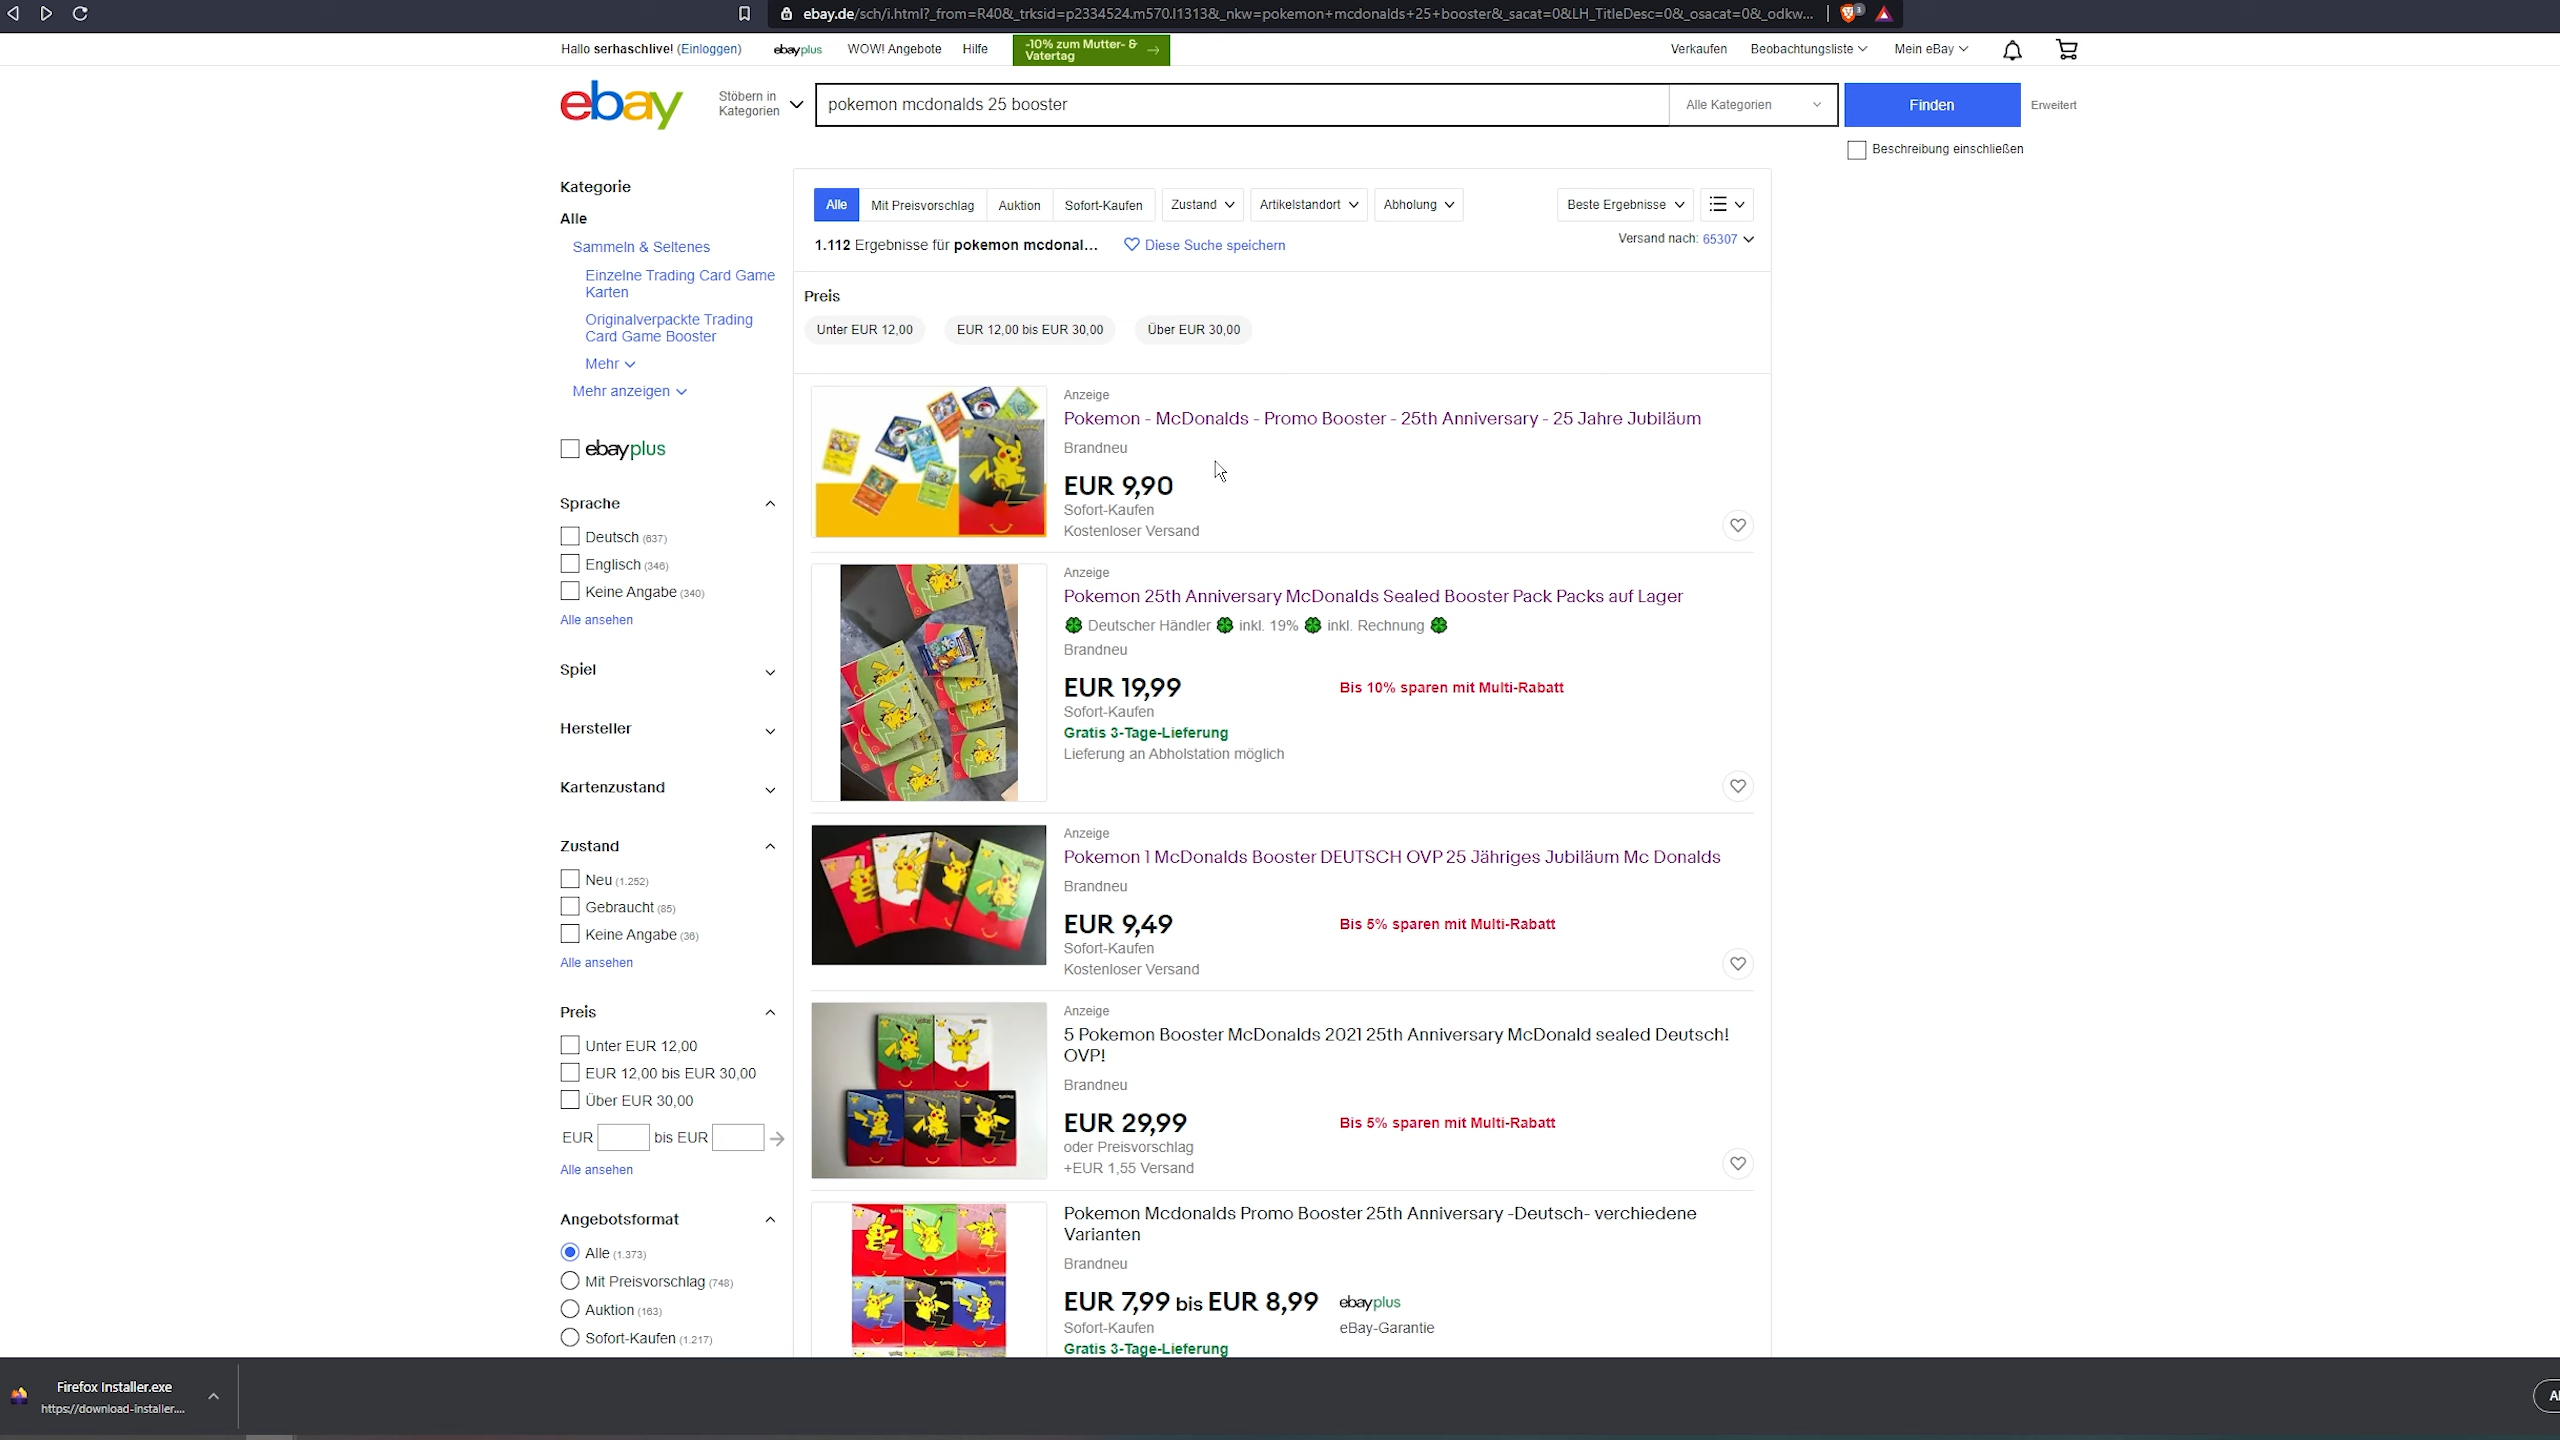 ebay.de/sch/i.html?_from=R40&_trksid=p2334524.m570.l1313&_nkw=pokemon+mcdonalds+25+booster&_sacat=0&LH_TitleDesc=0&_osacat=0&_odkw...
3
Hallo serhaschlive! (Einloggen)
ebayplus
WOW! Angebote
Hilfe
-10% zum Mutter- &
Vatertag
Verkaufen
Beobachtungsliste
Mein eBay
ebay
Stöbern in
Kategorien
pokemon mcdonalds 25 booster
Alle Kategorien
Finden
Erweitert
Beschreibung einschließen
Kategorie
Alle
Sammeln & Seltenes
Einzelne Trading Card Game
Karten
Originalverpackte Trading
Card Game Booster
Mehr
Mehr anzeigen
ebayplus
Sprache
Deutsch (637)
Englisch (346)
Keine Angabe (340)
Alle ansehen
Spiel
Hersteller
Kartenzustand
Zustand
Neu (1.252)
Gebraucht (85)
Keine Angabe (36)
Alle ansehen
Preis
Unter EUR 12,00
EUR 12,00 bis EUR 30,00
Über EUR 30,00
EUR bis EUR
Alle ansehen
Angebotsformat
Alle (1.373)
Mit Preisvorschlag (748)
Auktion (163)
Sofort-Kaufen (1.217)
Alle
Mit Preisvorschlag
Auktion
Sofort-Kaufen
Zustand
Artikelstandort
Abholung
Beste Ergebnisse
1.112 Ergebnisse für pokemon mcdonal...
Diese Suche speichern
Versand nach: 65307
Preis
Unter EUR 12,00
EUR 12,00 bis EUR 30,00
Über EUR 30,00
Anzeige
Pokemon - McDonalds - Promo Booster - 25th Anniversary - 25 Jahre Jubiläum
Brandneu
EUR 9,90
Sofort-Kaufen
Kostenloser Versand
Anzeige
Pokemon 25th Anniversary McDonalds Sealed Booster Pack Packs auf Lager
Deutscher Händler inkl. 19% inkl. Rechnung
Brandneu
EUR 19,99
Bis 10% sparen mit Multi-Rabatt
Sofort-Kaufen
Gratis 3-Tage-Lieferung
Lieferung an Abholstation möglich
Anzeige
Pokemon 1 McDonalds Booster DEUTSCH OVP 25 Jähriges Jubiläum Mc Donalds
Brandneu
EUR 9,49
Bis 5% sparen mit Multi-Rabatt
Sofort-Kaufen
Kostenloser Versand
Anzeige
5 Pokemon Booster McDonalds 2021 25th Anniversary McDonald sealed Deutsch!
OVP!
Brandneu
EUR 29,99
Bis 5% sparen mit Multi-Rabatt
oder Preisvorschlag
+EUR 1,55 Versand
Pokemon Mcdonalds Promo Booster 25th Anniversary -Deutsch- verchiedene
Varianten
Brandneu
EUR 7,99 bis EUR 8,99
ebayplus
Sofort-Kaufen
eBay-Garantie
Gratis 3-Tage-Lieferung
Firefox Installer.exe
https://download-installer....